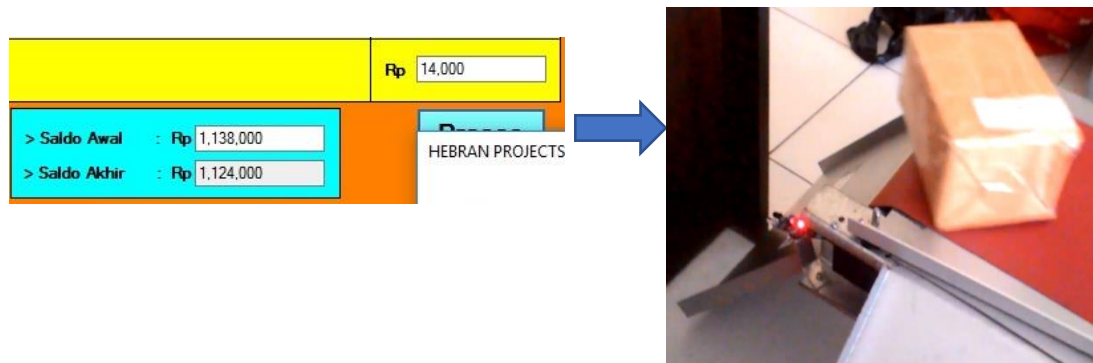 Rp 14,000
> Saldo Awal : Rp 1,138,000
> Saldo Akhir : Rp 1,124,000
HEBRAN PROJECTS